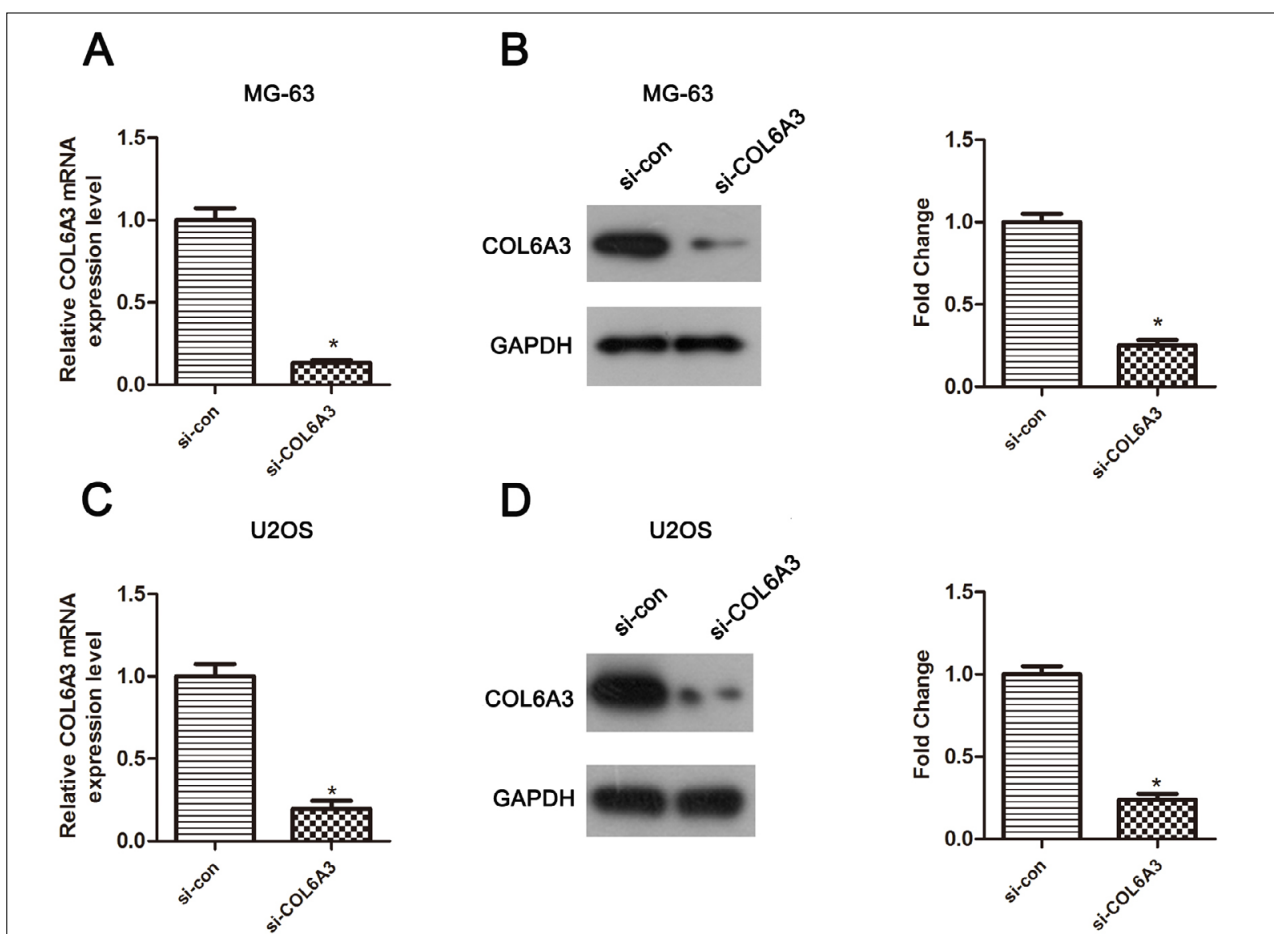 A
MG-63
Relative COL6A3 mRNA
expression level
1.5
1.0
0.5
0.0
*
si-con
si-COL6A3
B
MG-63
si-con
si-COL6A3
COL6A3
GAPDH
Fold Change
1.5
1.0
0.5
0.0
*
si-con
si-COL6A3
C
U2OS
Relative COL6A3 mRNA
expression level
1.5
1.0
0.5
0.0
*
si-con
si-COL6A3
D
U2OS
si-con
si-COL6A3
COL6A3
GAPDH
Fold Change
1.5
1.0
0.5
0.0
*
si-con
si-COL6A3